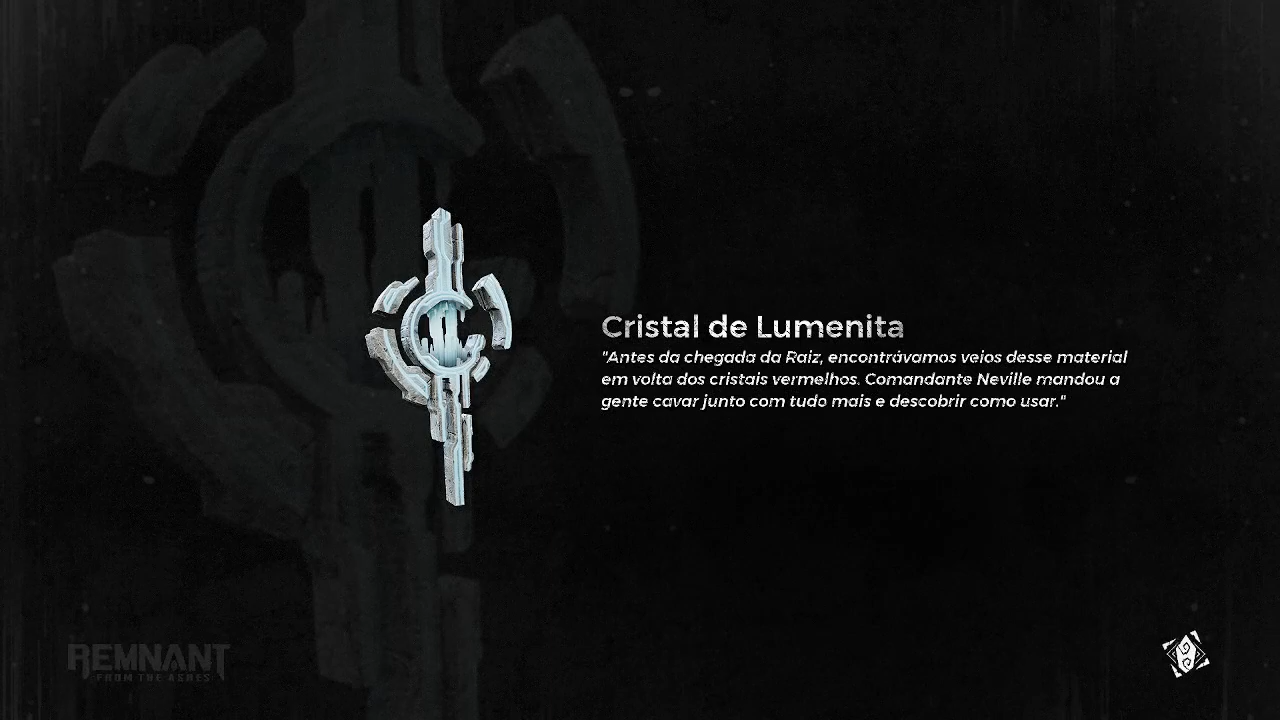 Cristal de Lumenita
"Antes da chegada da Raiz, encontrávamos veios desse material
em volta dos cristais vermelhos. Comandante Neville mandou a
gente cavar junto com tudo mais e descobrir como usar."
REMNANT
FROM THE ASHES